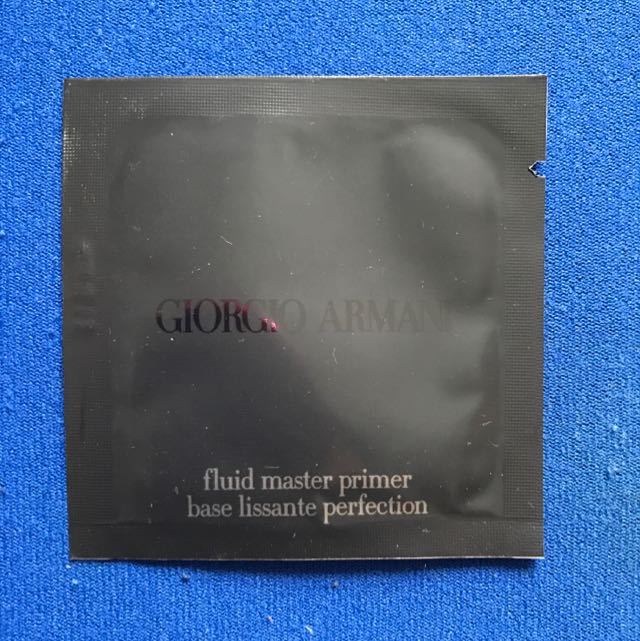 GIORGIO ARMANI
fluid master primer
base lissante perfection